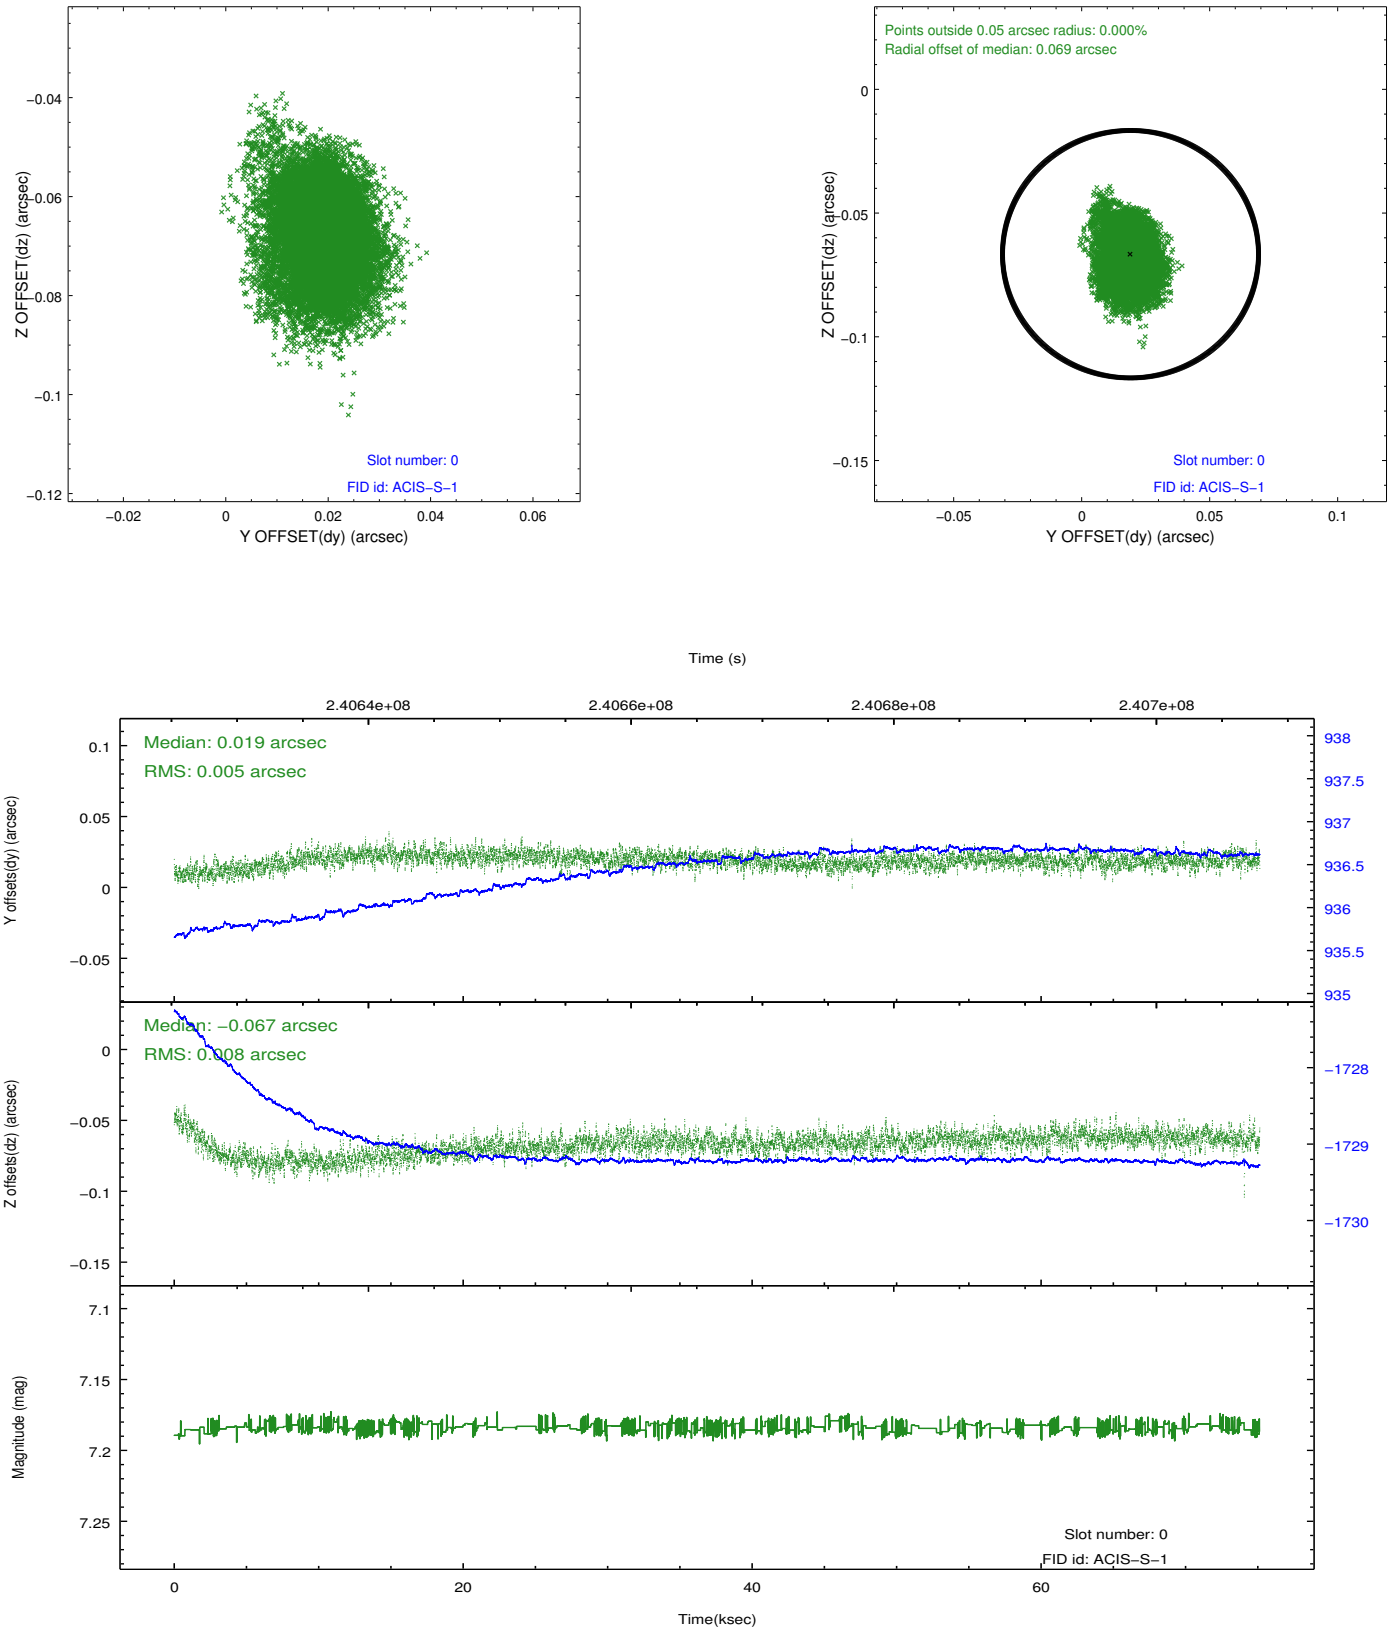 −0.04
−0.06
−0.08
−0.1
−0.12
Z OFFSET(dz) (arcsec)
Slot number: 0
FID id: ACIS−S−1
−0.02
0
0.02
0.04
0.06
Y OFFSET(dy) (arcsec)
Points outside 0.05 arcsec radius: 0.000%
Radial offset of median: 0.069 arcsec
0
−0.05
−0.1
−0.15
Z OFFSET(dz) (arcsec)
Slot number: 0
FID id: ACIS−S−1
−0.05
0
0.05
0.1
Y OFFSET(dy) (arcsec)
Time (s)
2.4064e+08
2.4066e+08
2.4068e+08
2.407e+08
Median: 0.019 arcsec
RMS: 0.005 arcsec
0.1
0.05
0
−0.05
Y offsets(dy) (arcsec)
938
937.5
937
936.5
936
935.5
935
Median: −0.067 arcsec
RMS: 0.008 arcsec
0
−0.05
−0.1
−0.15
Z offsets(dz) (arcsec)
−1728
−1729
−1730
7.1
7.15
7.2
7.25
Magnitude (mag)
Slot number: 0
FID id: ACIS−S−1
0
20
40
60
Time(ksec)